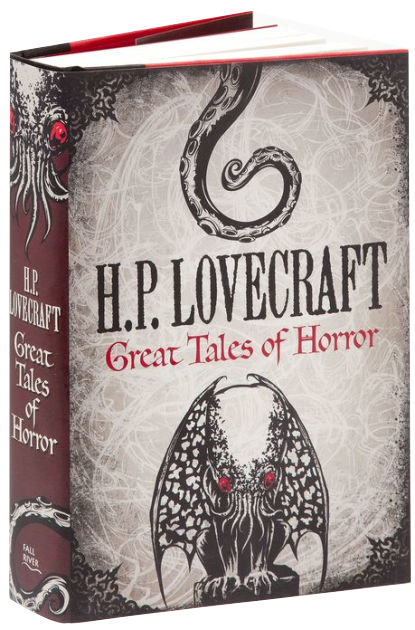 H.P. LOVECRAFT
Great Tales of Horror
H.P.
LOVECRAFT
Great
Tales
of
Horror
FALL
RIVER